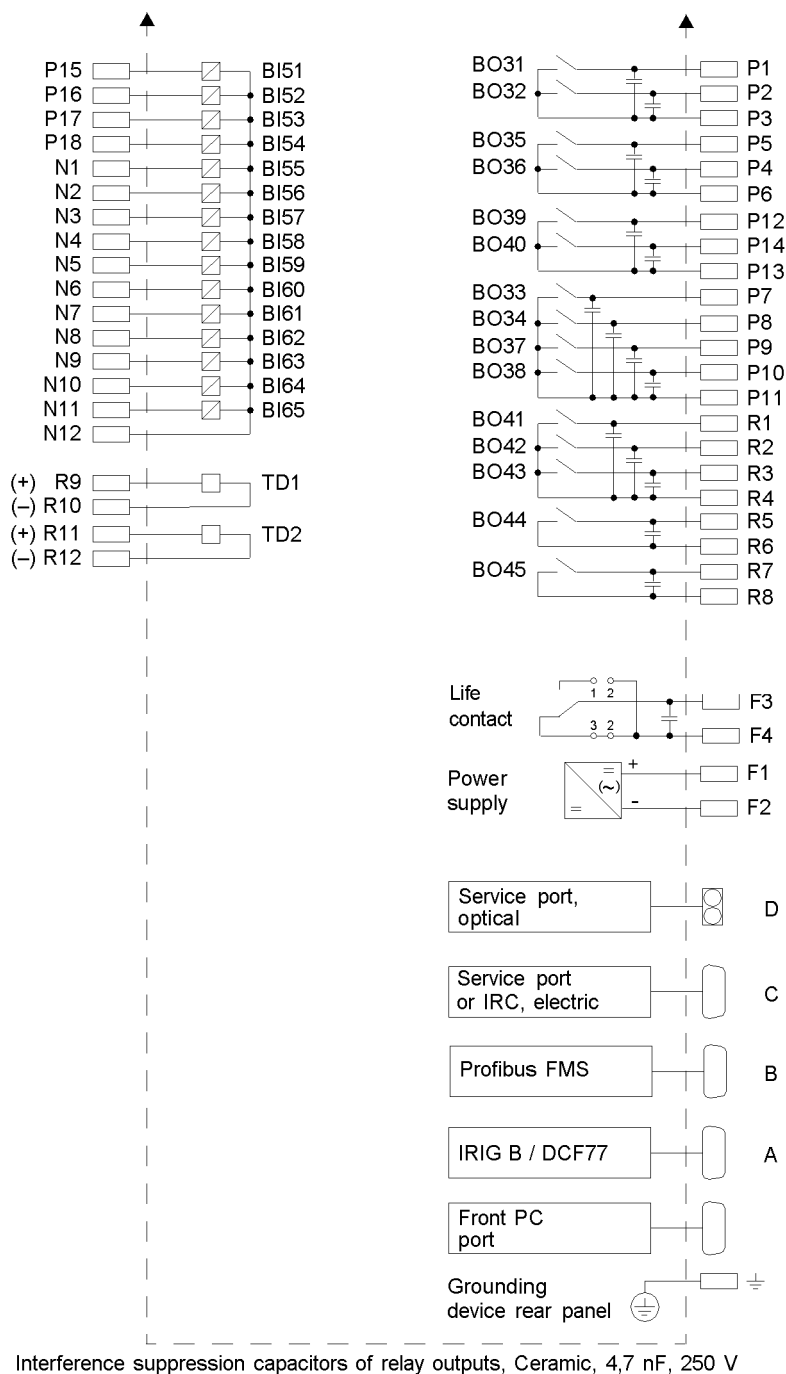 P15 BI51
P16 BI52
P17 BI53
P18 BI54
N1 BI55
N2 BI56
N3 BI57
N4 BI58
N5 BI59
N6 BI60
N7 BI61
N8 BI62
N9 BI63
N10 BI64
N11 BI65
N12
(+) R9 TD1
(–) R10
(+) R11 TD2
(–) R12
BO31 P1
BO32 P2
P3
BO35 P5
BO36 P4
P6
BO39 P12
BO40 P14
P13
BO33 P7
BO34 P8
BO37 P9
BO38 P10
P11
BO41 R1
BO42 R2
BO43 R3
R4
BO44 R5
R6
BO45 R7
R8
Life
contact
1 2
3 2
F3
F4
Power
supply
(~)
+ F1
- F2
Service port,
optical
D
Service port
or IRC, electric
C
Profibus FMS
B
IRIG B / DCF77
A
Front PC
port
Grounding
device rear panel
Interference suppression capacitors of relay outputs, Ceramic, 4,7 nF, 250 V